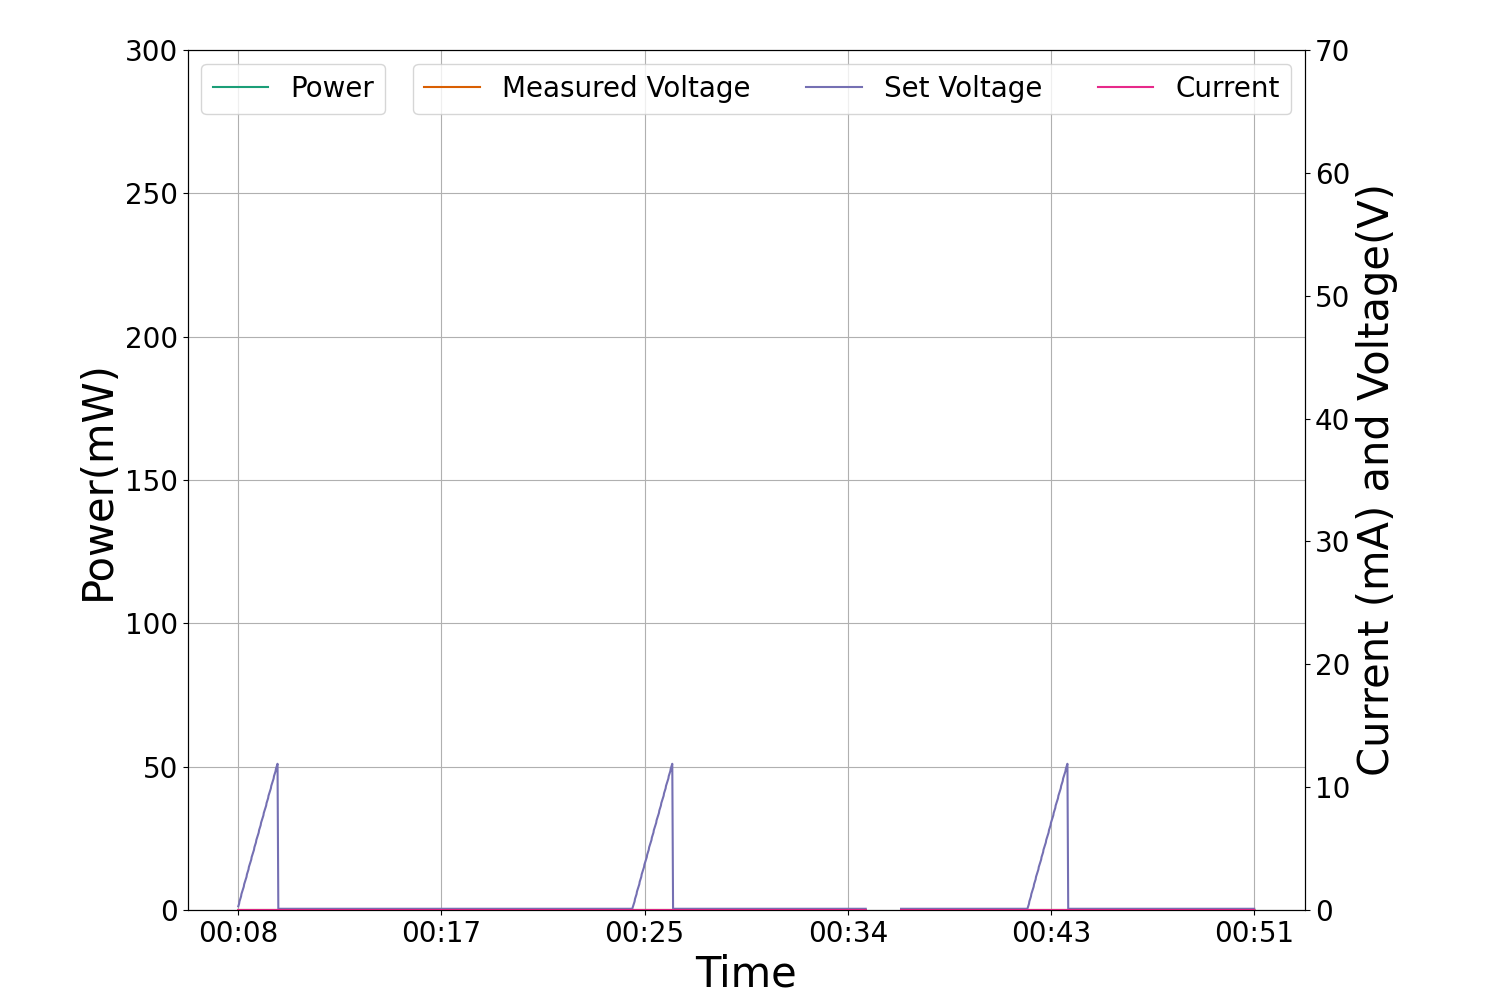 Power
Measured Voltage
Set Voltage
Current
300
250
200
150
100
50
0
Power(mW)
70
60
50
40
30
20
10
0
Current (mA) and Voltage(V)
00:08 00:17 00:25 00:34 00:43 00:51
Time